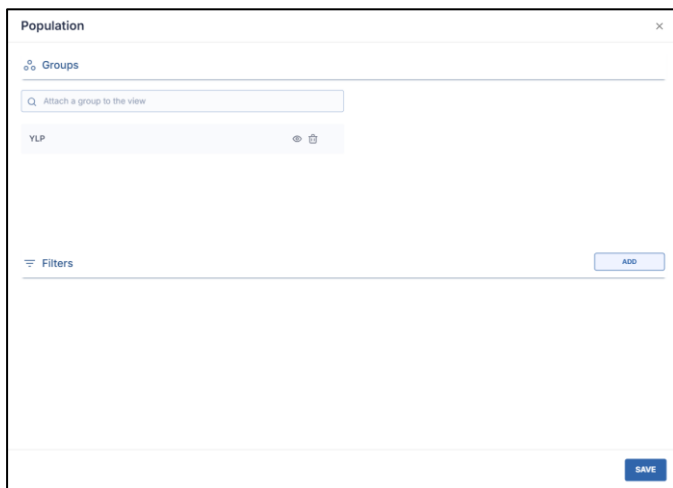 Population
Groups
Attach a group to the view
YLP
Filters
ADD
SAVE